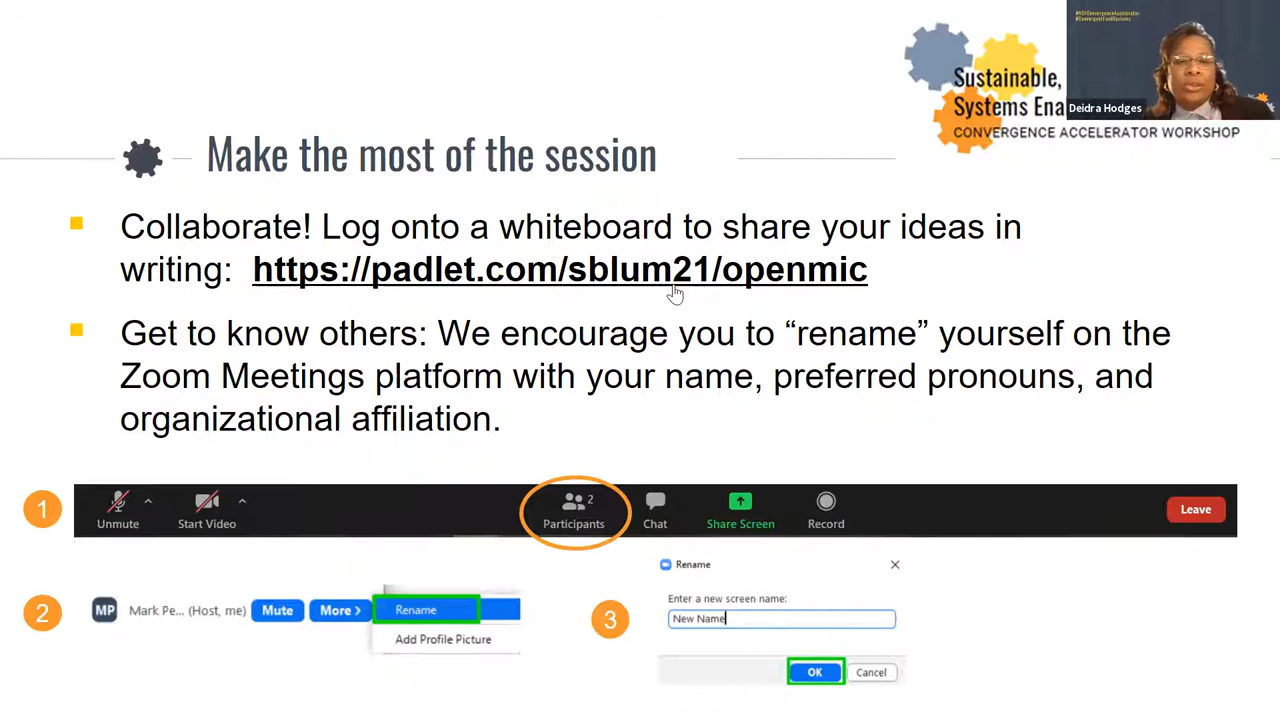 #NSFConvergenceAccelerator
#ConvergentFoodSystems
Sustainable,
Systems Ena
Deidra Hodges
CONVERGENCE ACCELERATOR WORKSHOP
Make the most of the session
Collaborate! Log onto a whiteboard to share your ideas in
writing: https://padlet.com/sblum21/openmic
Get to know others: We encourage you to “rename” yourself on the
Zoom Meetings platform with your name, preferred pronouns, and
organizational affiliation.
1
Unmute
Start Video
2
Participants
Chat
Share Screen
Record
Leave
2
MP
Mark Pe... (Host, me)
Mute
More >
Rename
Add Profile Picture
3
Rename
Enter a new screen name:
New Name
OK
Cancel